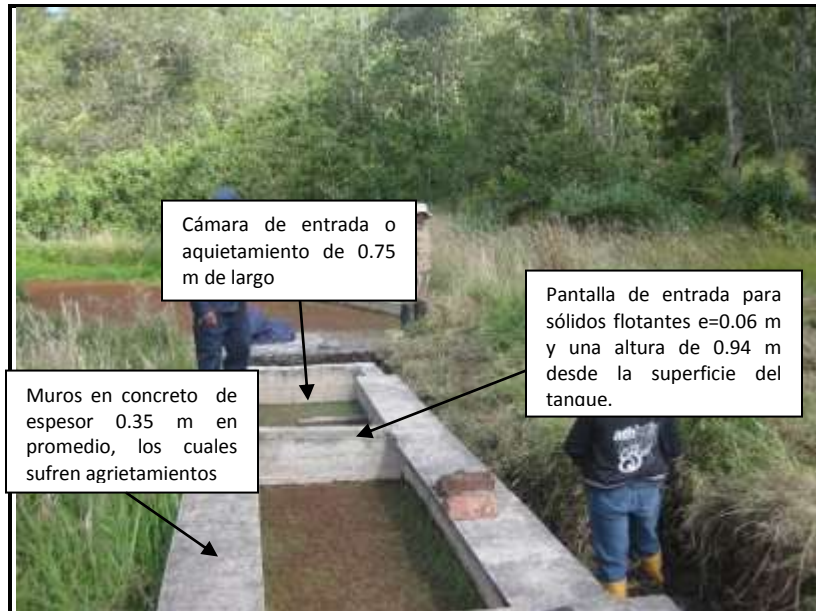 Cámara de entrada o
aquietamiento de 0.75
m de largo
Pantalla de entrada para
sólidos flotantes e=0.06 m
y una altura de 0.94 m
desde la superficie del
tanque.
Muros en concreto de
espesor 0.35 m en
promedio, los cuales
sufren agrietamientos